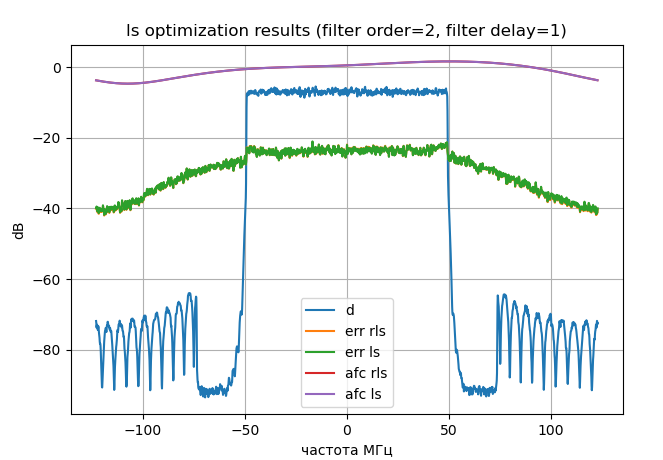 ls optimization results (filter order=2, filter delay=1)
dB
0
−20
−40
−60
−80
d
err rls
err ls
afc rls
afc ls
−100
−50
0
50
100
частота МГц